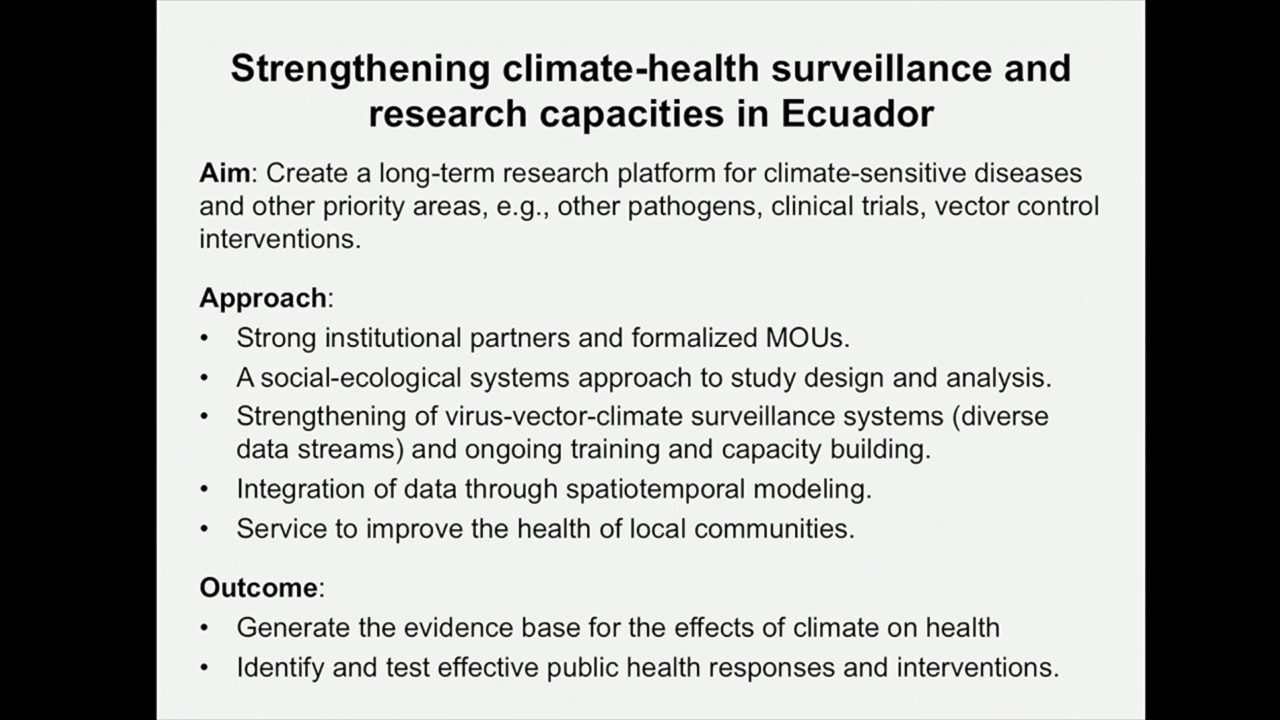 Strengthening climate-health surveillance and
research capacities in Ecuador
Aim: Create a long-term research platform for climate-sensitive diseases
and other priority areas, e.g., other pathogens, clinical trials, vector control
interventions.
Approach:
• Strong institutional partners and formalized MOUs.
• A social-ecological systems approach to study design and analysis.
• Strengthening of virus-vector-climate surveillance systems (diverse
data streams) and ongoing training and capacity building.
• Integration of data through spatiotemporal modeling.
• Service to improve the health of local communities.
Outcome:
• Generate the evidence base for the effects of climate on health
• Identify and test effective public health responses and interventions.